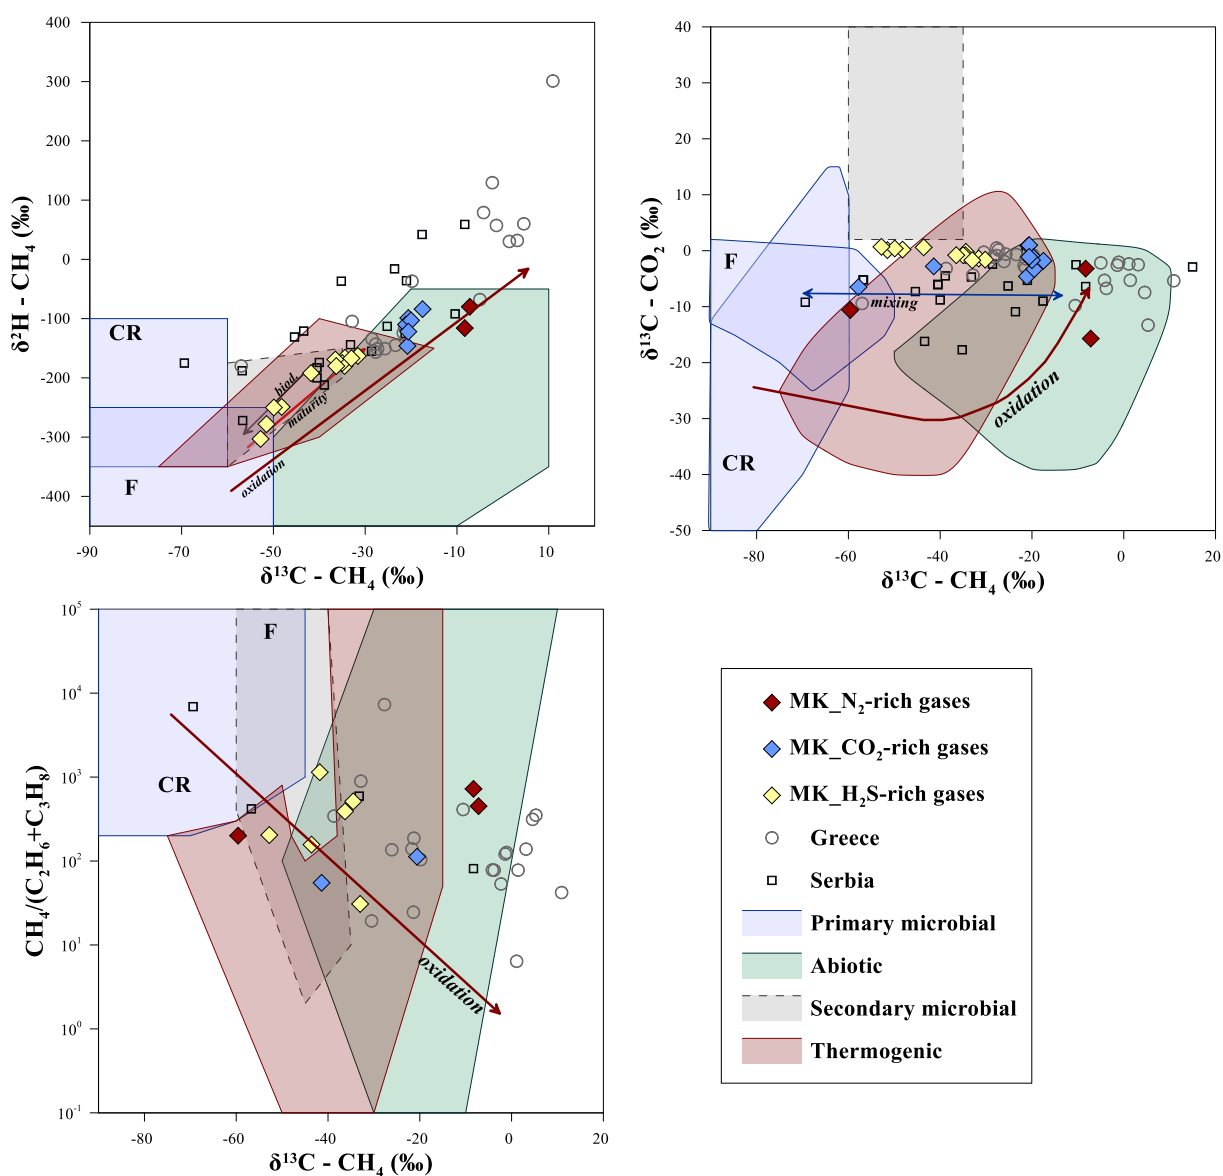 400
300
200
100
0
-100
-200
-300
-400
-90
-70
-50
-30
-10
10
δ²H - CH₄ (‰)
δ¹³C - CH₄ (‰)
CR
F
biod.
maturity
oxidation
40
30
20
10
0
-10
-20
-30
-40
-50
-80
-60
-40
-20
0
20
δ¹³C - CO₂ (‰)
δ¹³C - CH₄ (‰)
F
CR
mixing
oxidation
10⁵
10⁴
10³
10²
10¹
10⁰
10⁻¹
-80
-60
-40
-20
0
20
CH₄/(C₂H₆+C₃H₈)
δ¹³C - CH₄ (‰)
F
CR
oxidation
MK_N₂-rich gases
MK_CO₂-rich gases
MK_H₂S-rich gases
Greece
Serbia
Primary microbial
Abiotic
Secondary microbial
Thermogenic